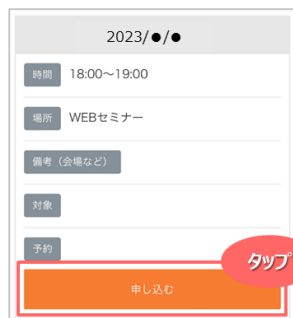 2023/●/●
時間 18:00～19:00
場所 WEBセミナー
備考（会場など）
対象
予約
タップ
申し込む